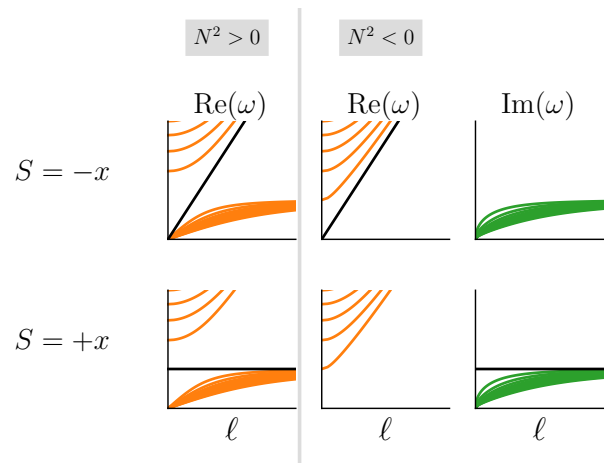 N² > 0 N² < 0
Re(ω) Re(ω) Im(ω)
S = −x
S = +x
ℓ ℓ ℓ